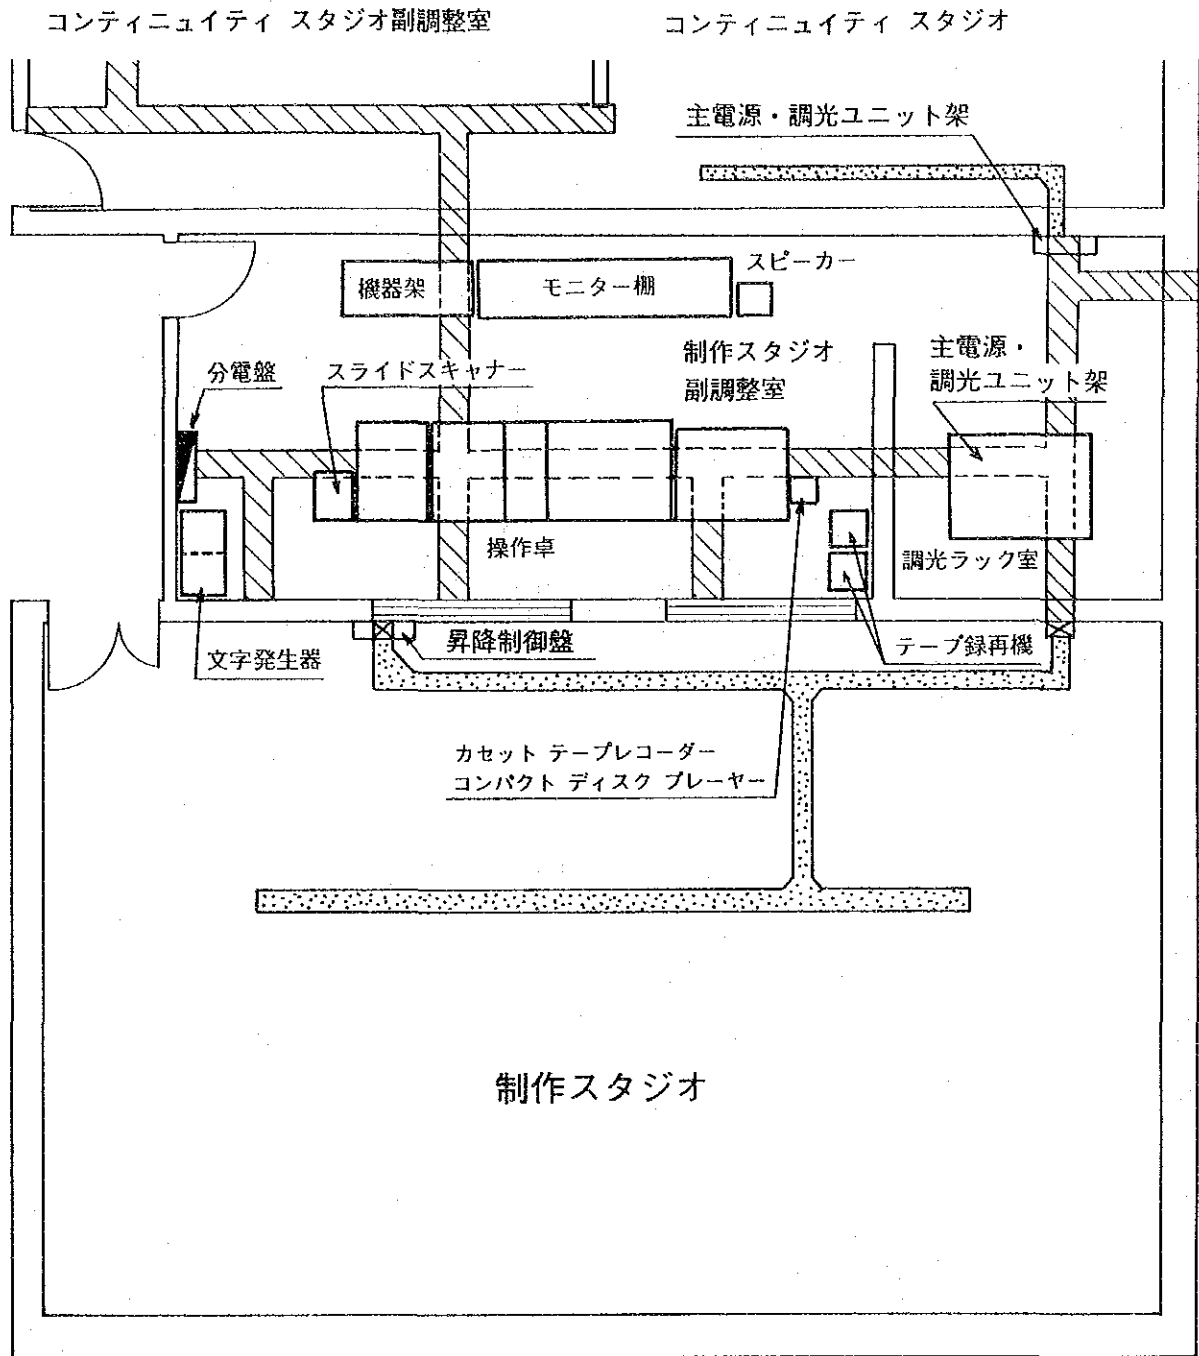 コンティニュイティ スタジオ副調整室
コンティニュイティ スタジオ
主電源・調光ユニット架
スピーカー
機器架
モニター棚
制作スタジオ
副調整室
主電源・
調光ユニット架
分電盤
スライドスキャナー
操作卓
調光ラック室
文字発生器
昇降制御盤
テープ録再機
カセット テープレコーダー
コンパクト ディスク プレーヤー
制作スタジオ